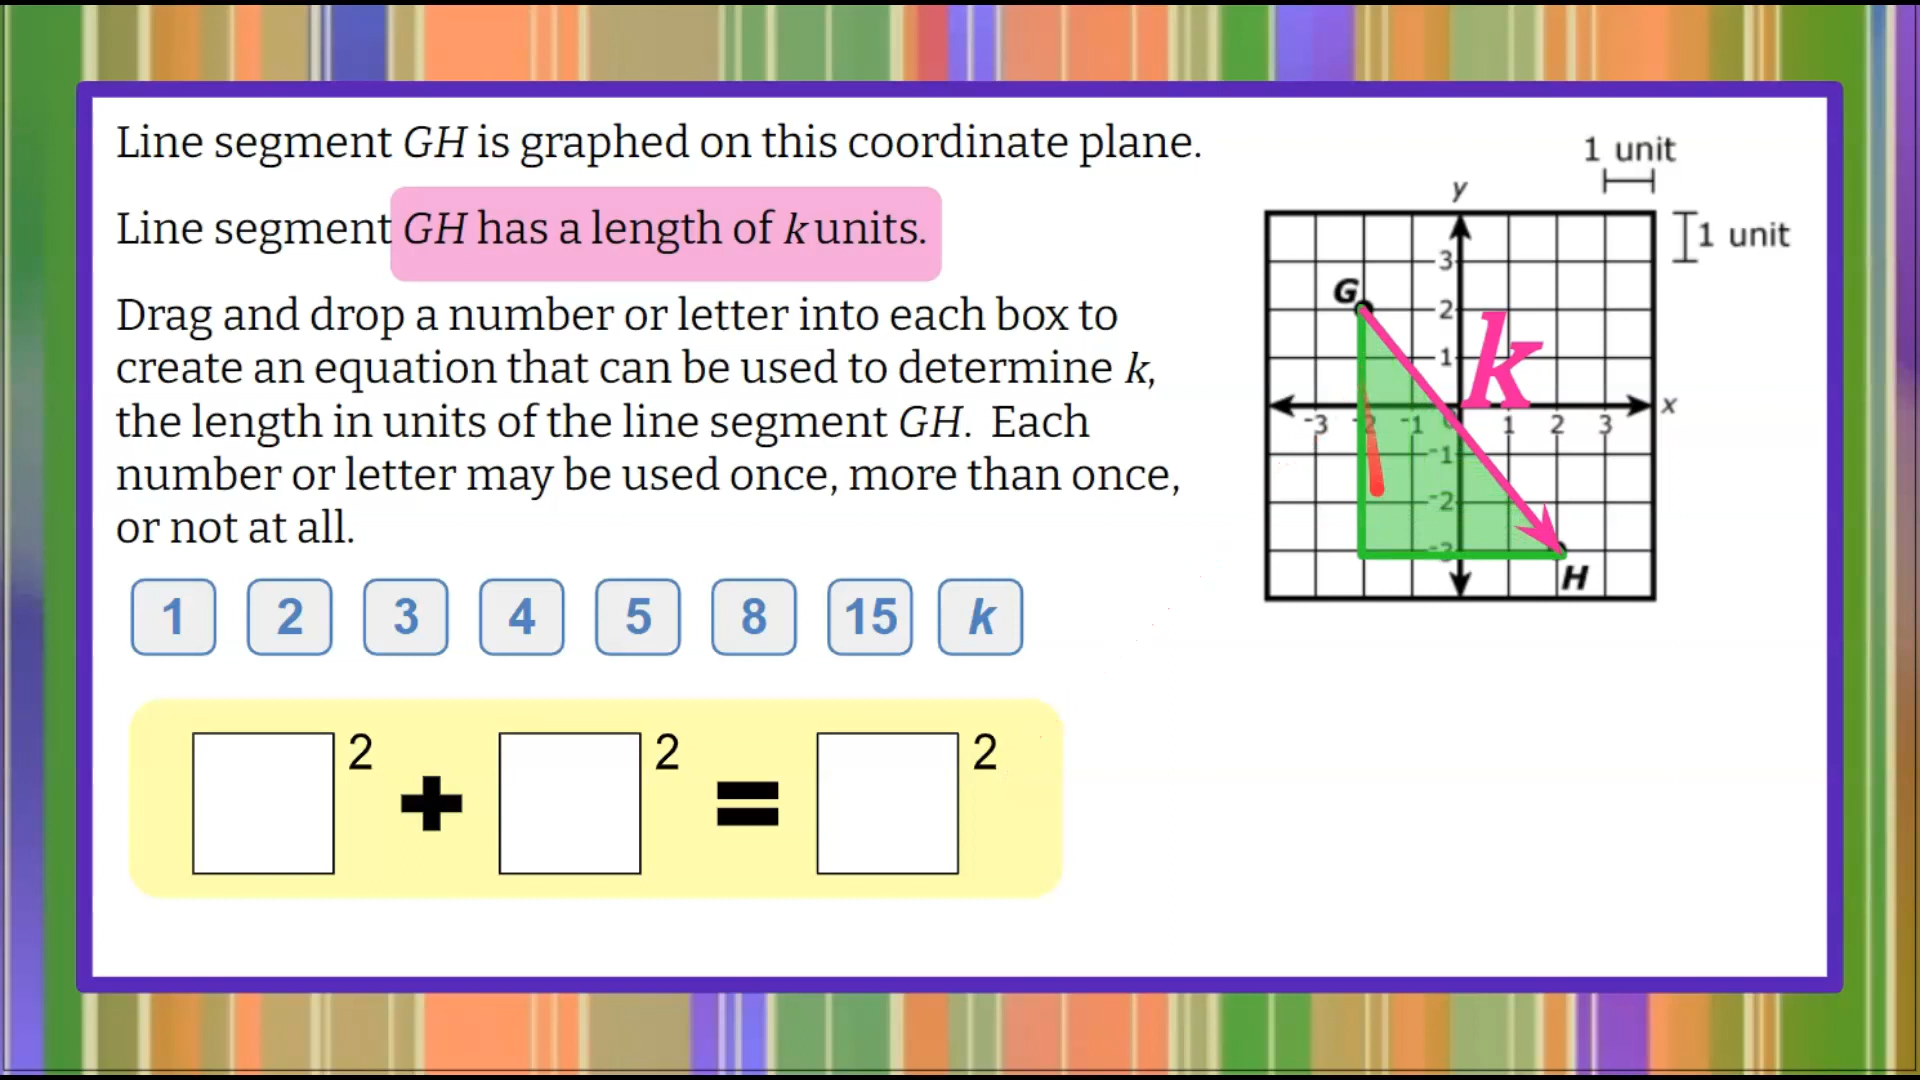 Line segment GH is graphed on this coordinate plane.
Line segment GH has a length of k units.
Drag and drop a number or letter into each box to
create an equation that can be used to determine k,
the length in units of the line segment GH. Each
number or letter may be used once, more than once,
or not at all.
1 2 3 4 5 8 15 k
2 + 2 = 2
1 unit
y
1 unit
3
G
2
k
1
x
-3 -2 -1 0 1 2 3
-1
-2
-3
H